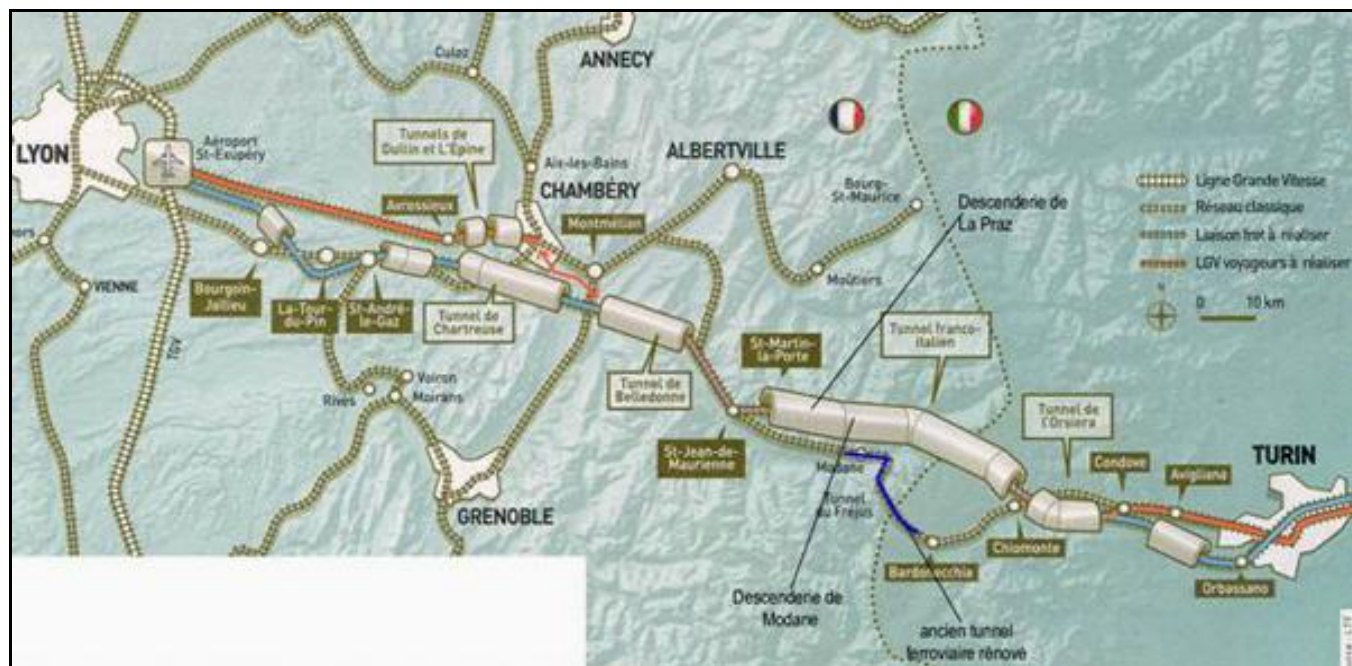 Culoz
ANNECY
LYON
Aéroport
St-Exupéry
Tunnels de
Dullin et L'Épine
Aix-les-Bains
ALBERTVILLE
CHAMBÉRY
Bourg-
St-Maurice
Descenderie de
La Praz
Ligne Grande Vitesse
Réseau classique
Liaison fret à réaliser
LGV voyageurs à réaliser
N
0 10 km
Avressieux
Montmélian
Moûtiers
VIENNE
Bourgoin-
Jallieu
La-Tour-
du-Pin
St-André-
le-Gaz
Tunnel de
Chartreuse
TGV
Tunnel de
Belledonne
St-Martin-
la-Porte
Tunnel franco-
italien
Voiron
Rives
Moirans
Tunnel de
l'Orsiera
St-Jean-de-
Maurienne
Modane
Condove
Avigliana
TURIN
GRENOBLE
Tunnel
du Fréjus
Chiomonte
Bardonecchia
Orbassano
Descenderie de
Modane
ancien tunnel
ferroviaire rénové